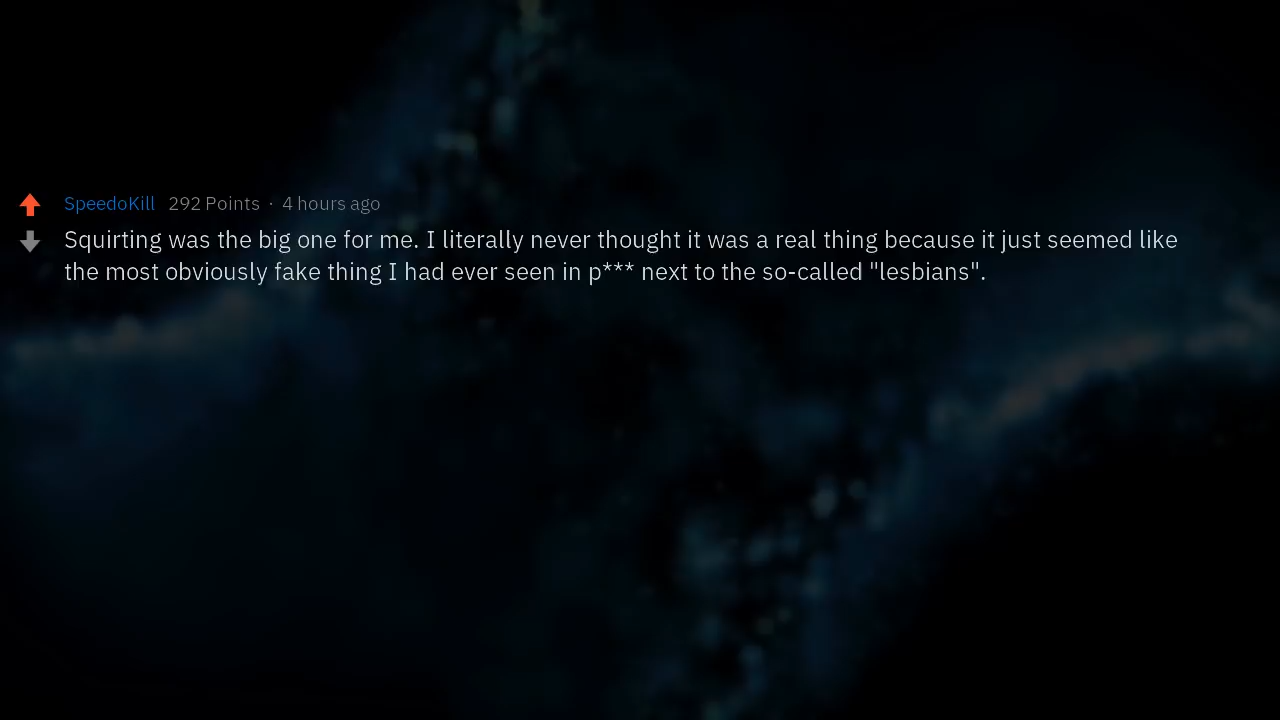 SpeedoKill 292 Points · 4 hours ago
Squirting was the big one for me. I literally never thought it was a real thing because it just seemed like
the most obviously fake thing I had ever seen in p*** next to the so-called "lesbians".